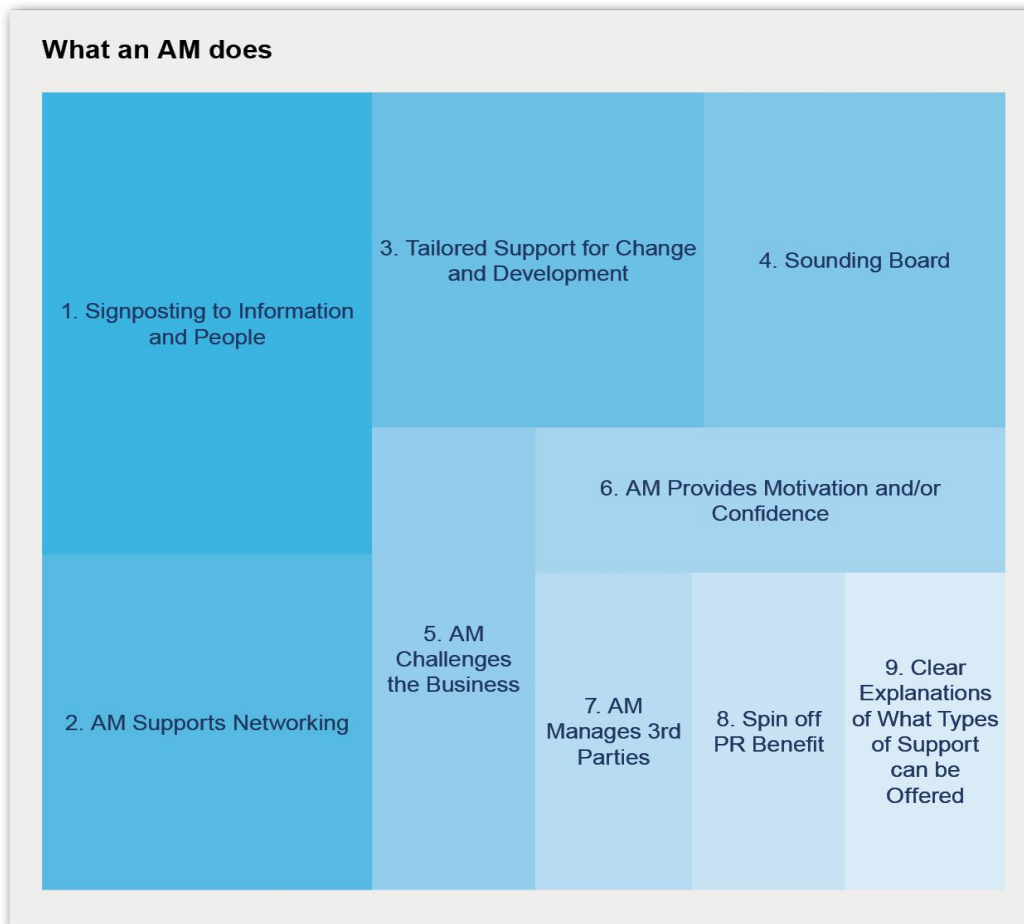 What an AM does
1. Signposting to Information
and People
2. AM Supports Networking
3. Tailored Support for Change
and Development
4. Sounding Board
5. AM
Challenges
the Business
6. AM Provides Motivation and/or
Confidence
7. AM
Manages 3rd
Parties
8. Spin off
PR Benefit
9. Clear
Explanations
of What Types
of Support
can be
Offered